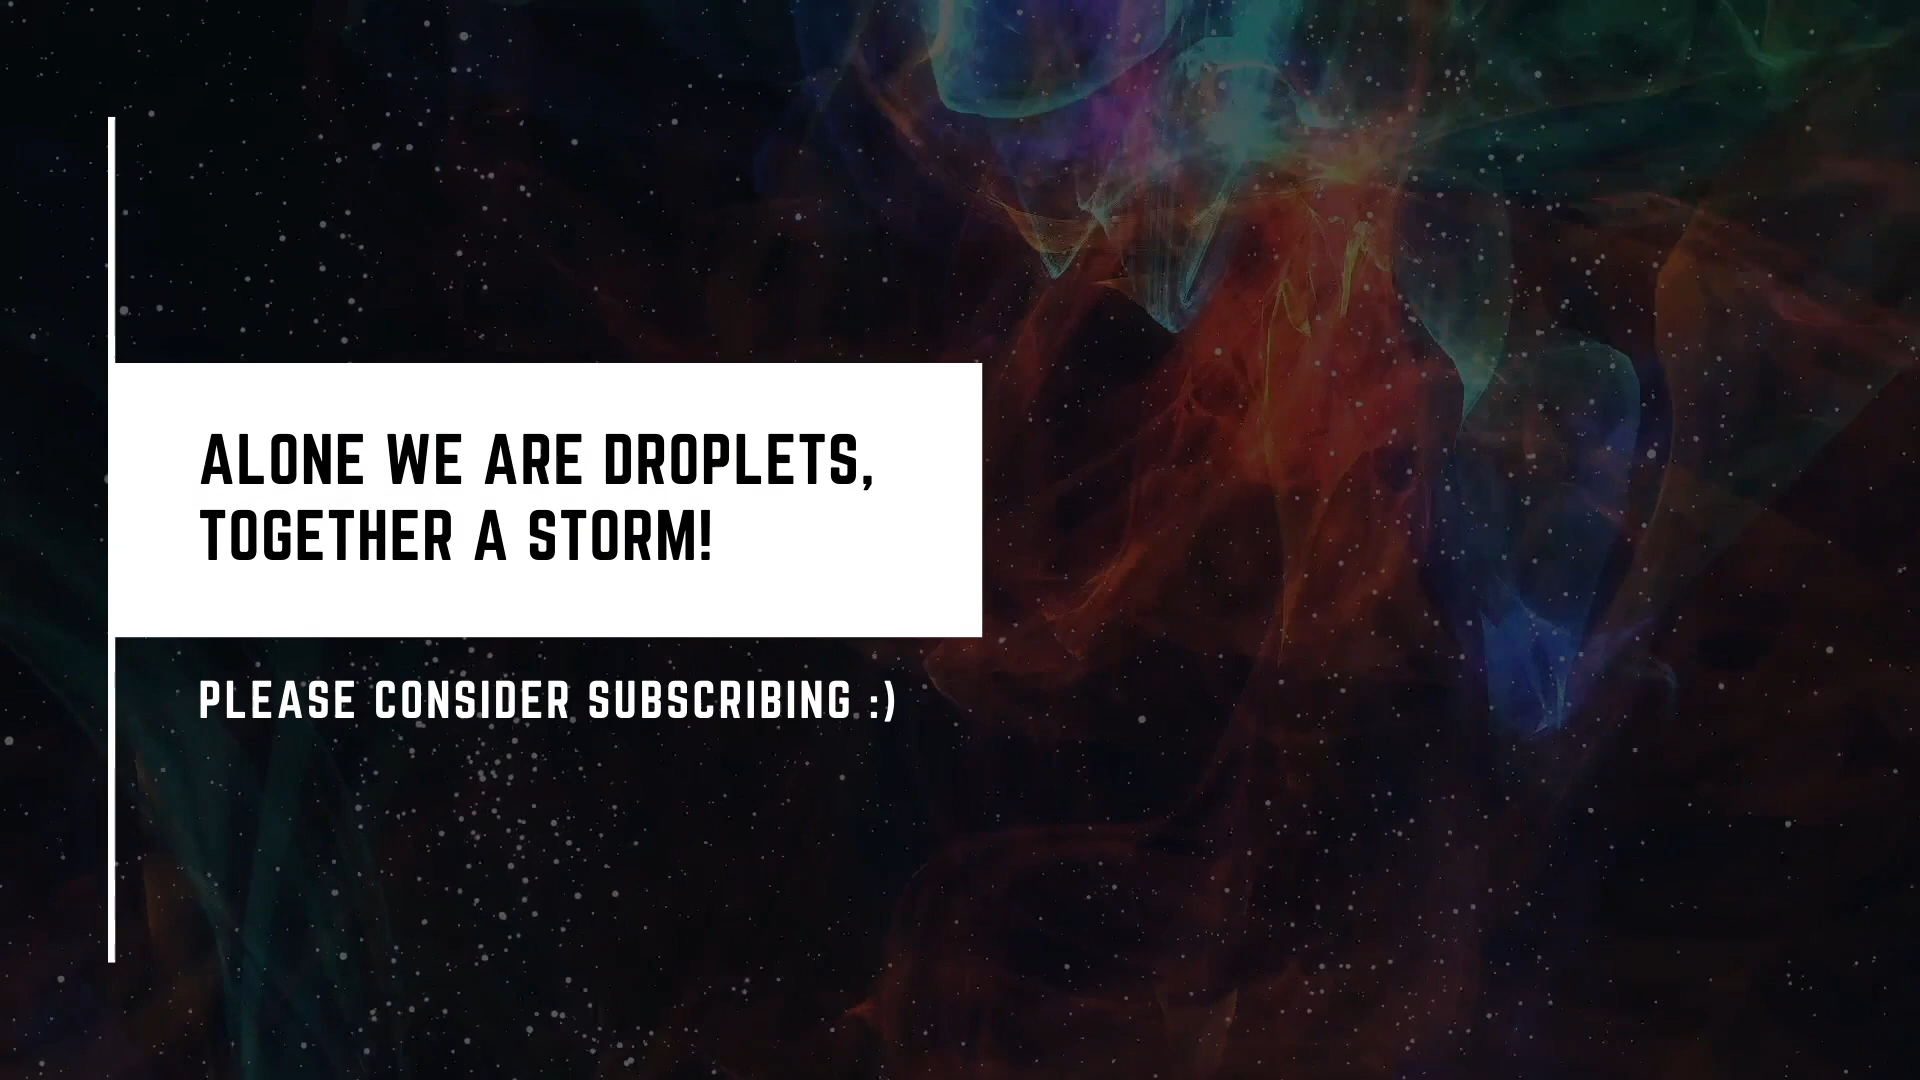 ALONE WE ARE DROPLETS,
TOGETHER A STORM!
PLEASE CONSIDER SUBSCRIBING :)